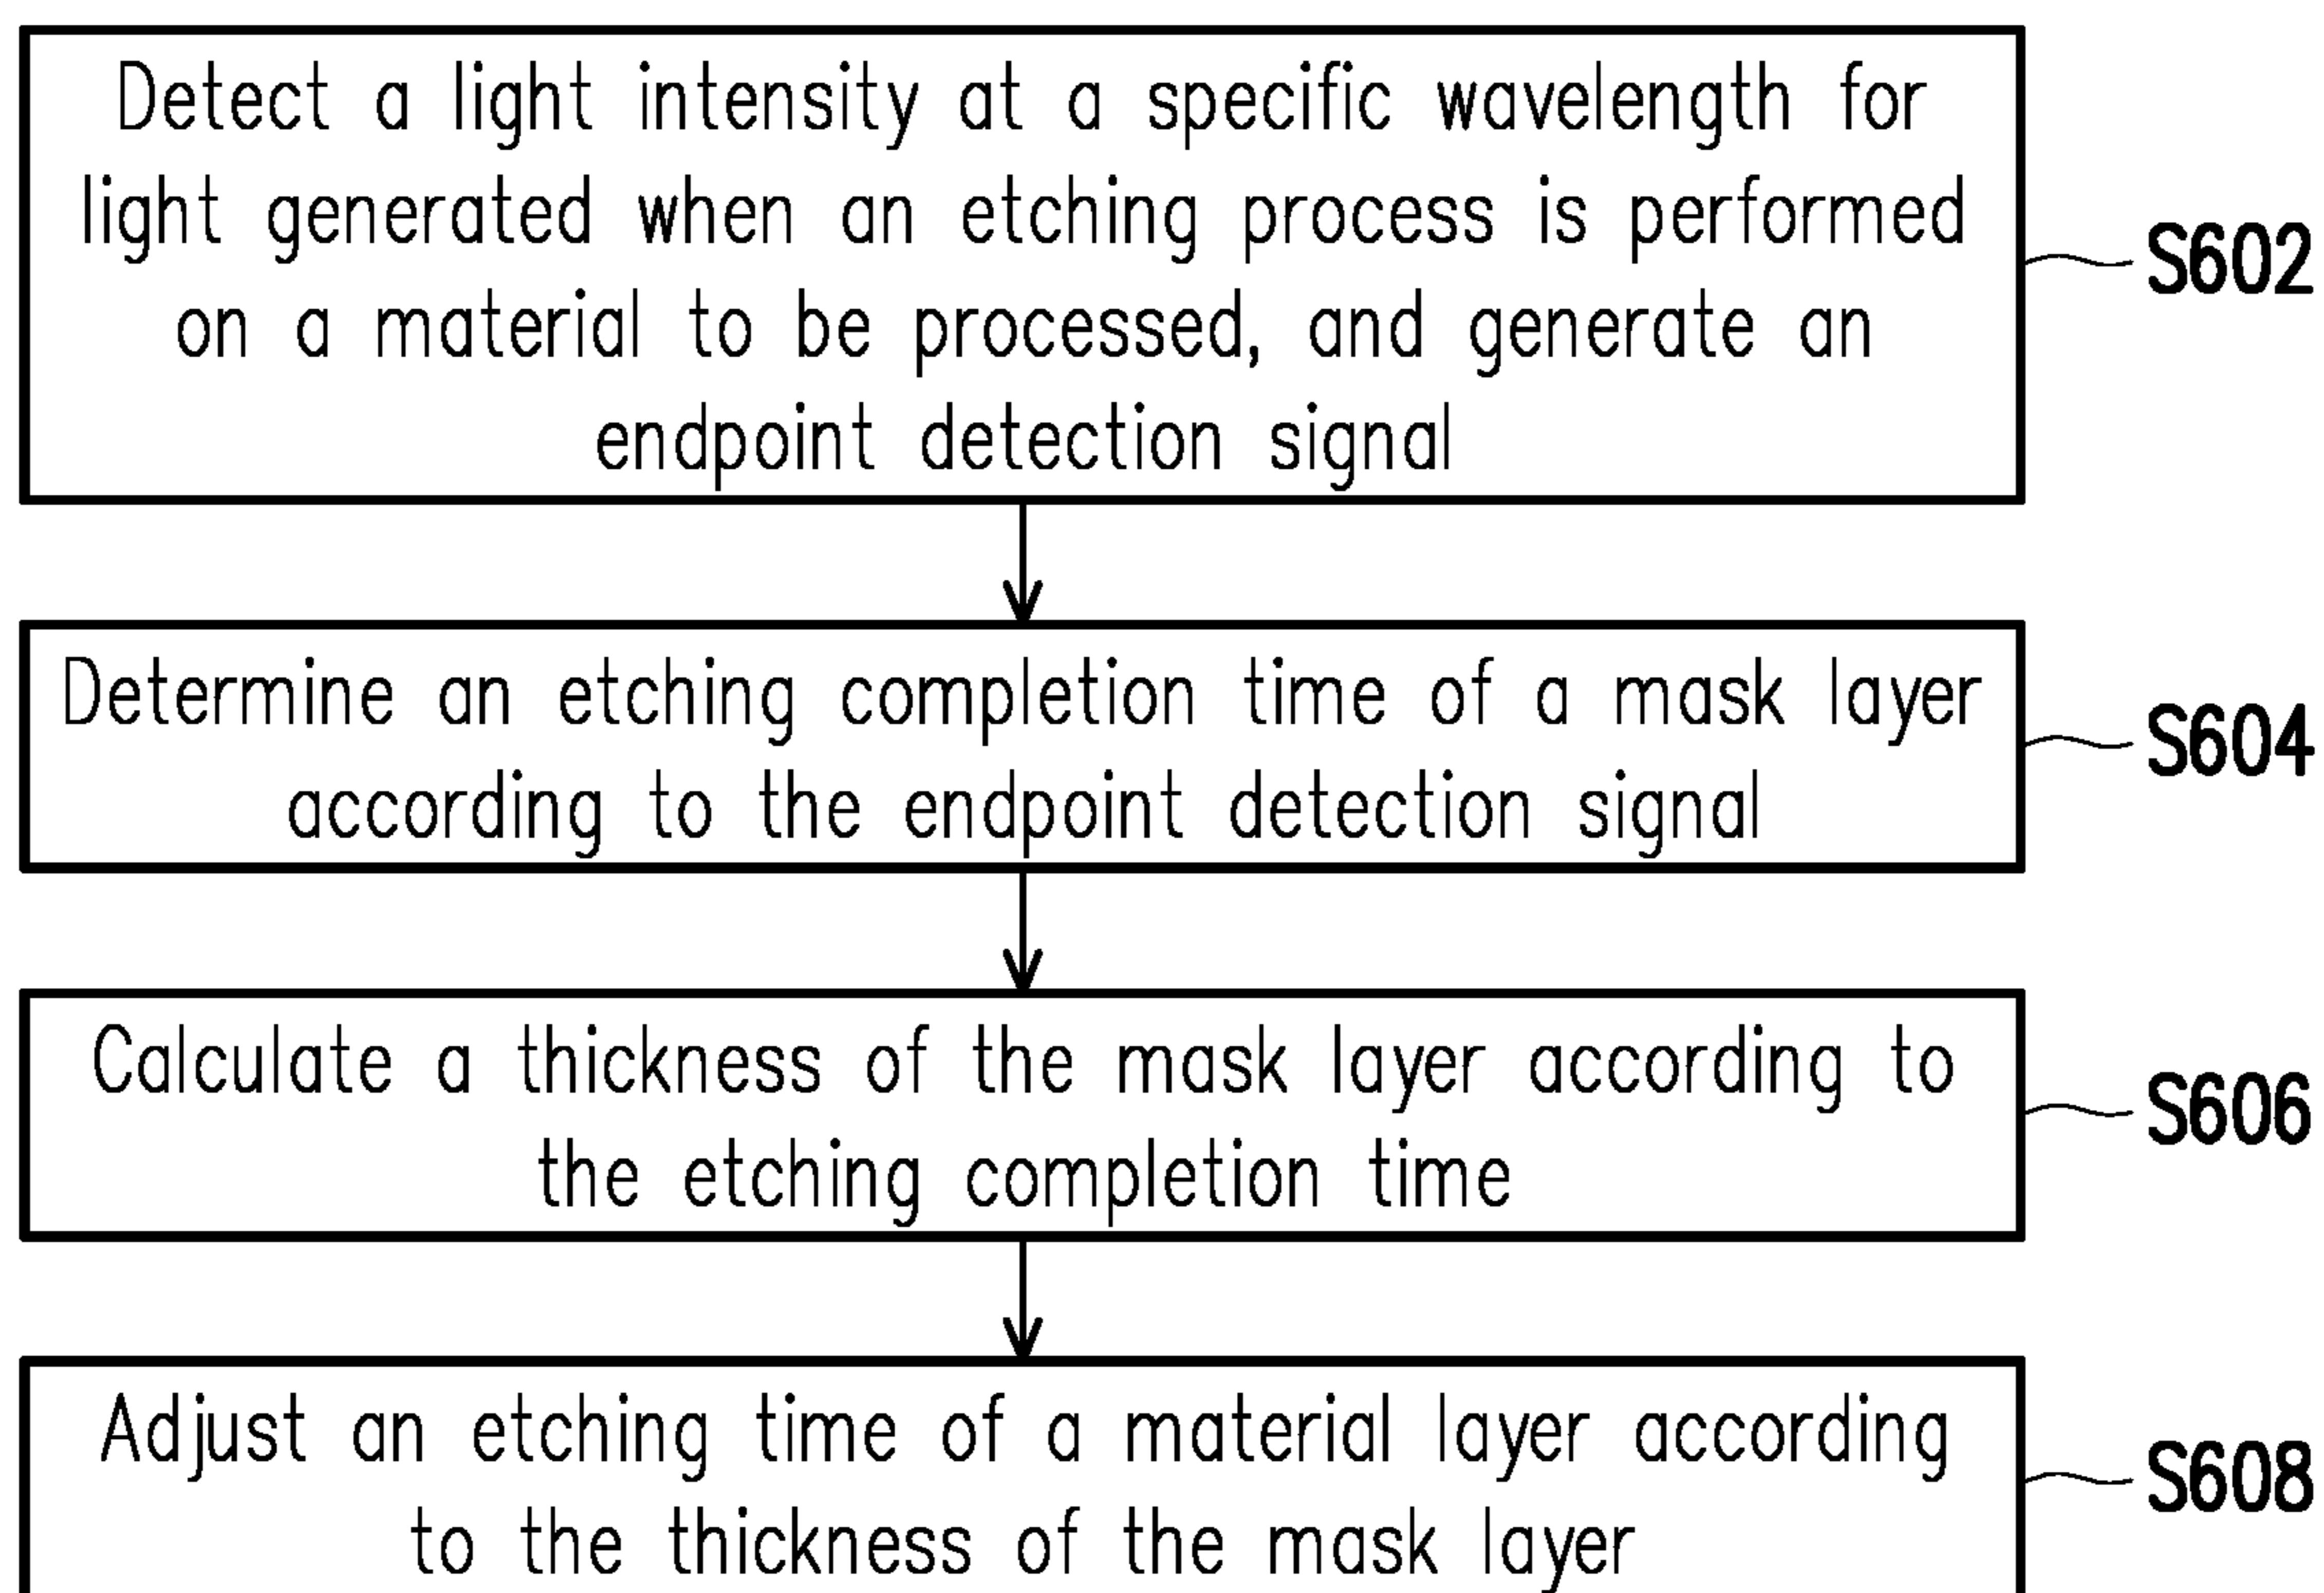 Detect a light intensity at a specific wavelength for
light generated when an etching process is performed
on a material to be processed, and generate an
endpoint detection signal
S602
Determine an etching completion time of a mask layer
according to the endpoint detection signal
S604
Calculate a thickness of the mask layer according to
the etching completion time
S606
Adjust an etching time of a material layer according
to the thickness of the mask layer
S608